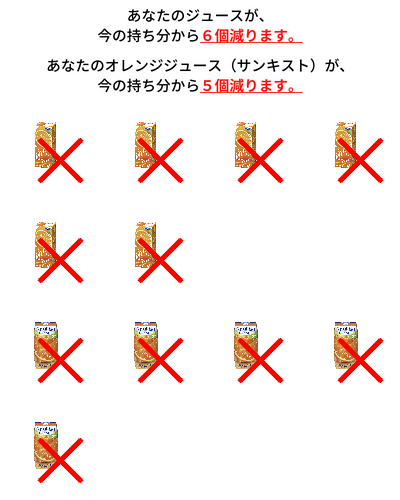 あなたのジュースが、
今の持ち分から６個減ります。
あなたのオレンジジュース（サンキスト）が、
今の持ち分から５個減ります。